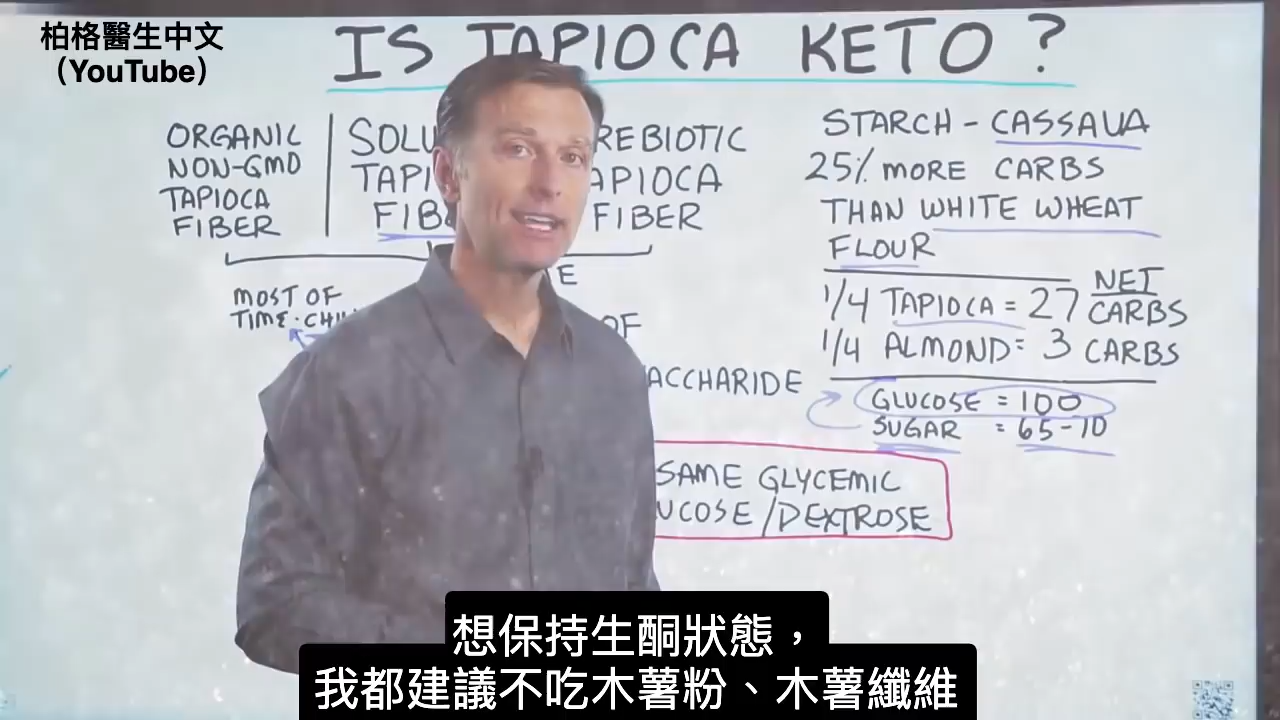 柏格醫生中文
（YouTube）
IS TAPIOCA KETO?
ORGANIC
NON-GMO
TAPIOCA
FIBER
SOLU
TAPI
FIB
REBIOTIC
APIOCA
FIBER
E
MOST OF
TIME・CHI
OF
ACCHARIDE
SAME GLYCEMIC
UCOSE/DEXTROSE
STARCH - CASSAVA
25% MORE CARBS
THAN WHITE WHEAT
FLOUR
1/4 TAPIOCA = 27 NET CARBS
1/4 ALMOND = 3 CARBS
GLUCOSE = 100
SUGAR = 65-70
想保持生酮狀態，
我都建議不吃木薯粉、木薯纖維